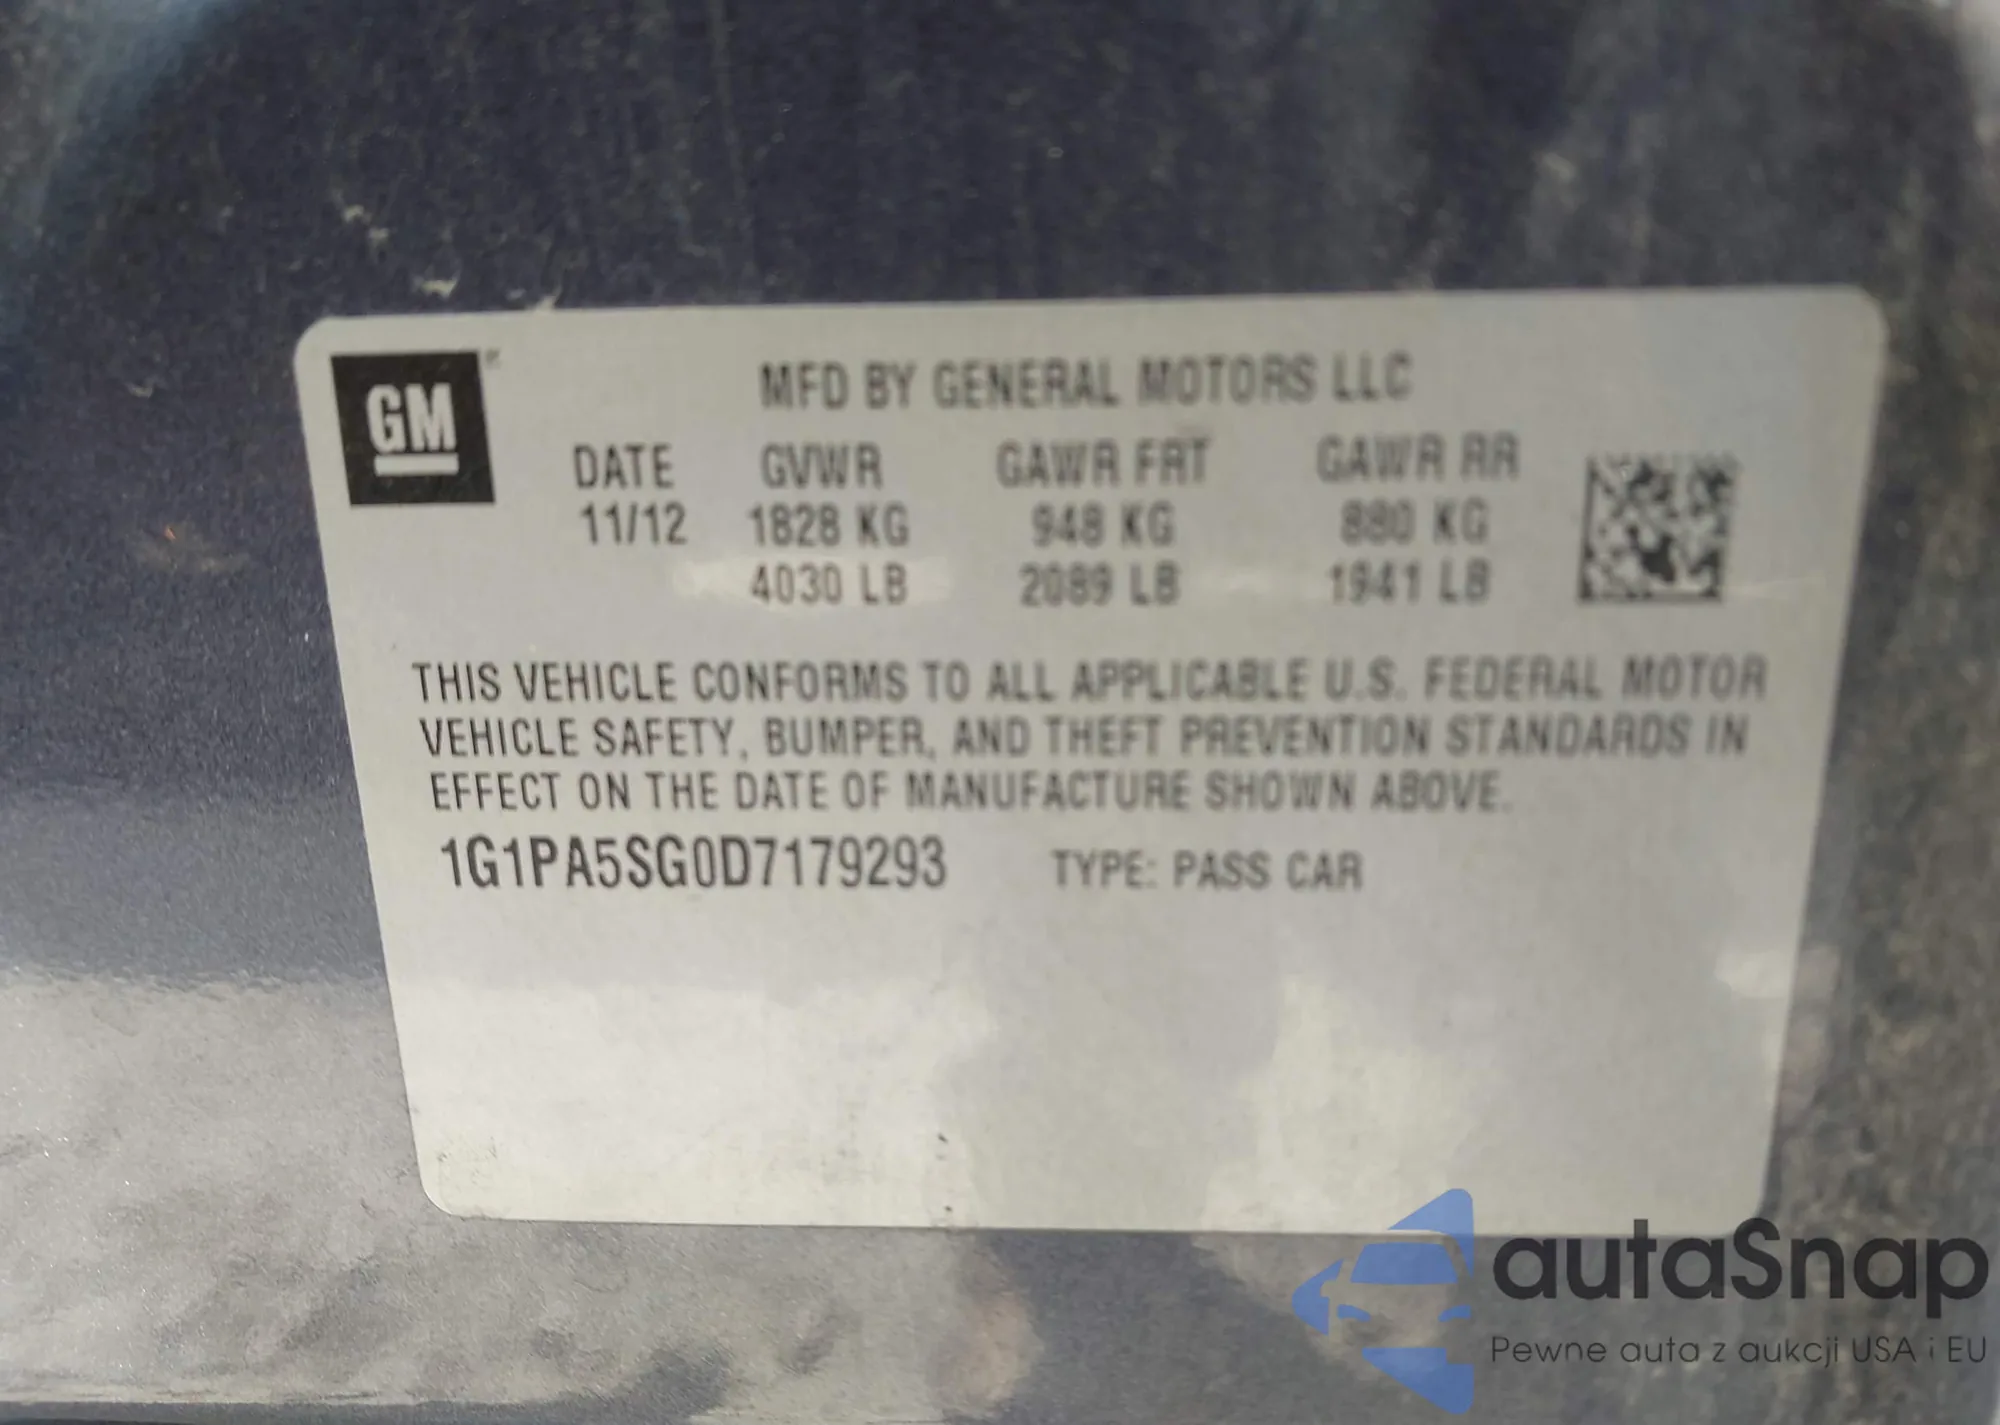 GM
MFD BY GENERAL MOTORS LLC
DATE GVWR GAWR FRT GAWR RR
11/12 1828 KG 948 KG 880 KG
4030 LB 2089 LB 1941 LB
THIS VEHICLE CONFORMS TO ALL APPLICABLE U.S. FEDERAL MOTOR
VEHICLE SAFETY, BUMPER, AND THEFT PREVENTION STANDARDS IN
EFFECT ON THE DATE OF MANUFACTURE SHOWN ABOVE.
1G1PA5SG0D7179293 TYPE: PASS CAR
autaSnap
Pewne auta z aukcji USA i EU